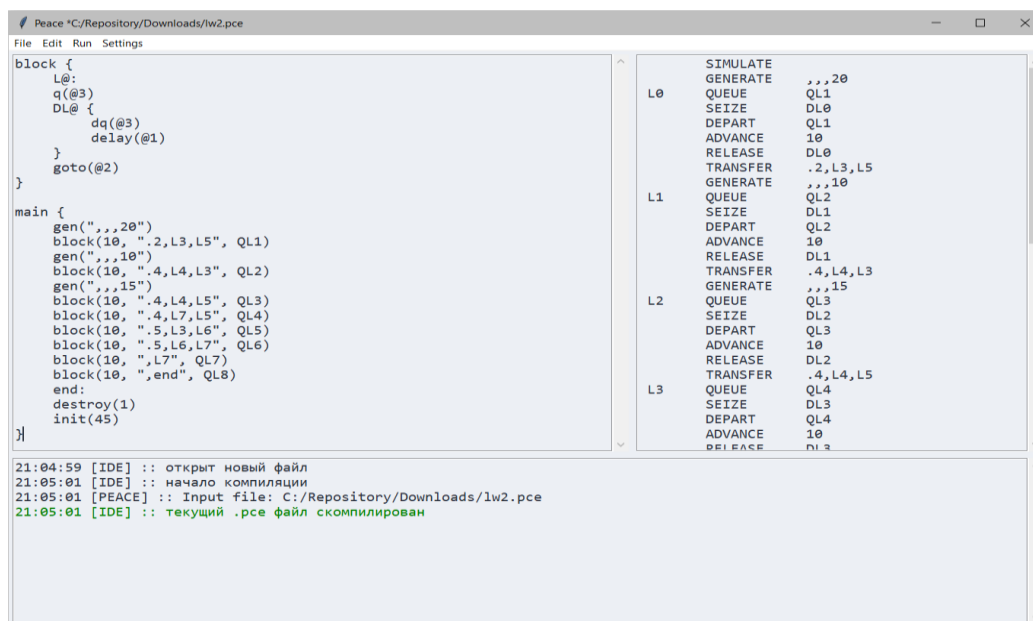 Peace *C:/Repository/Downloads/lw2.pce
File Edit Run Settings
block {
    L@:
    q(@3)
    DL@ {
        dq(@3)
        delay(@1)
    }
    goto(@2)
}
main {
    gen(",,,20")
    block(10, ".2,L3,L5", QL1)
    gen(",,,10")
    block(10, ".4,L4,L3", QL2)
    gen(",,,15")
    block(10, ".4,L4,L5", QL3)
    block(10, ".4,L7,L5", QL4)
    block(10, ".5,L3,L6", QL5)
    block(10, ".5,L6,L7", QL6)
    block(10, ",L7", QL7)
    block(10, ",end", QL8)
    end:
    destroy(1)
    init(45)
}
SIMULATE
GENERATE ,,,20
L0 QUEUE QL1
SEIZE DL0
DEPART QL1
ADVANCE 10
RELEASE DL0
TRANSFER .2,L3,L5
GENERATE ,,,10
L1 QUEUE QL2
SEIZE DL1
DEPART QL2
ADVANCE 10
RELEASE DL1
TRANSFER .4,L4,L3
GENERATE ,,,15
L2 QUEUE QL3
SEIZE DL2
DEPART QL3
ADVANCE 10
RELEASE DL2
TRANSFER .4,L4,L5
L3 QUEUE QL4
SEIZE DL3
DEPART QL4
ADVANCE 10
RELEASE DL3
21:04:59 [IDE] :: открыт новый файл
21:05:01 [IDE] :: начало компиляции
21:05:01 [PEACE] :: Input file: C:/Repository/Downloads/lw2.pce
21:05:01 [IDE] :: текущий .pce файл скомпилирован